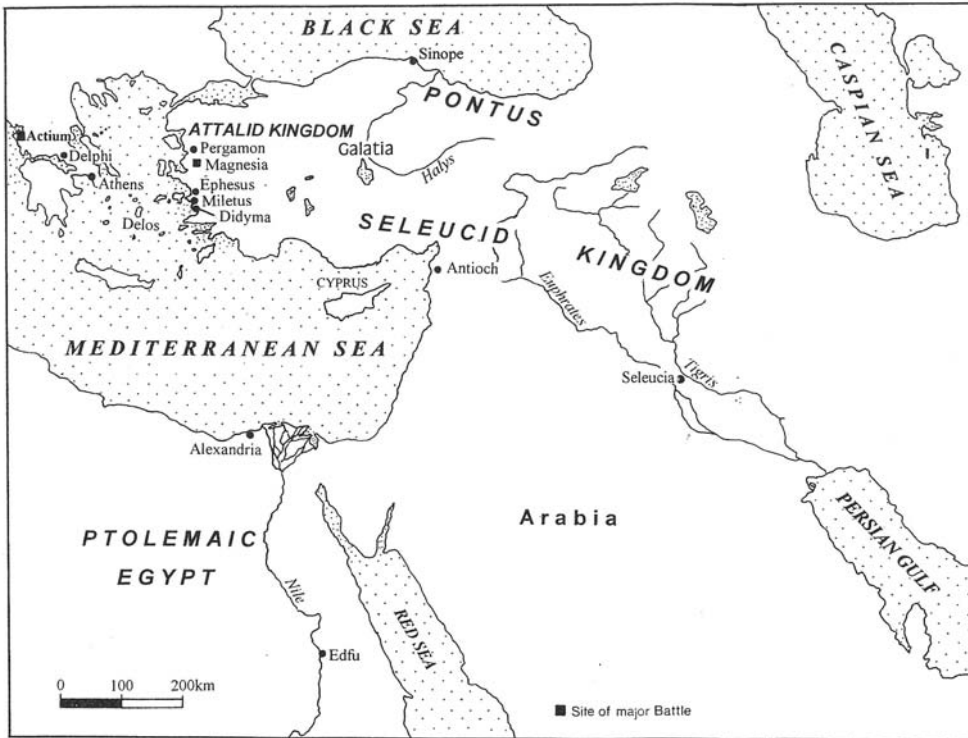 BLACK SEA
Sinope
CASPIAN SEA
PONTUS
ATTALID KINGDOM
Actium
Pergamon
Galatia
Delphi
Magnesia
Halys
Athens
Ephesus
Miletus
Didyma
Delos
SELEUCID
KINGDOM
Antioch
CYPRUS
Euphrates
MEDITERRANEAN SEA
Seleucia
Tigris
Alexandria
PERSIAN GULF
Arabia
PTOLEMAIC
EGYPT
Nile
RED SEA
Edfu
0 100 200km
Site of major Battle